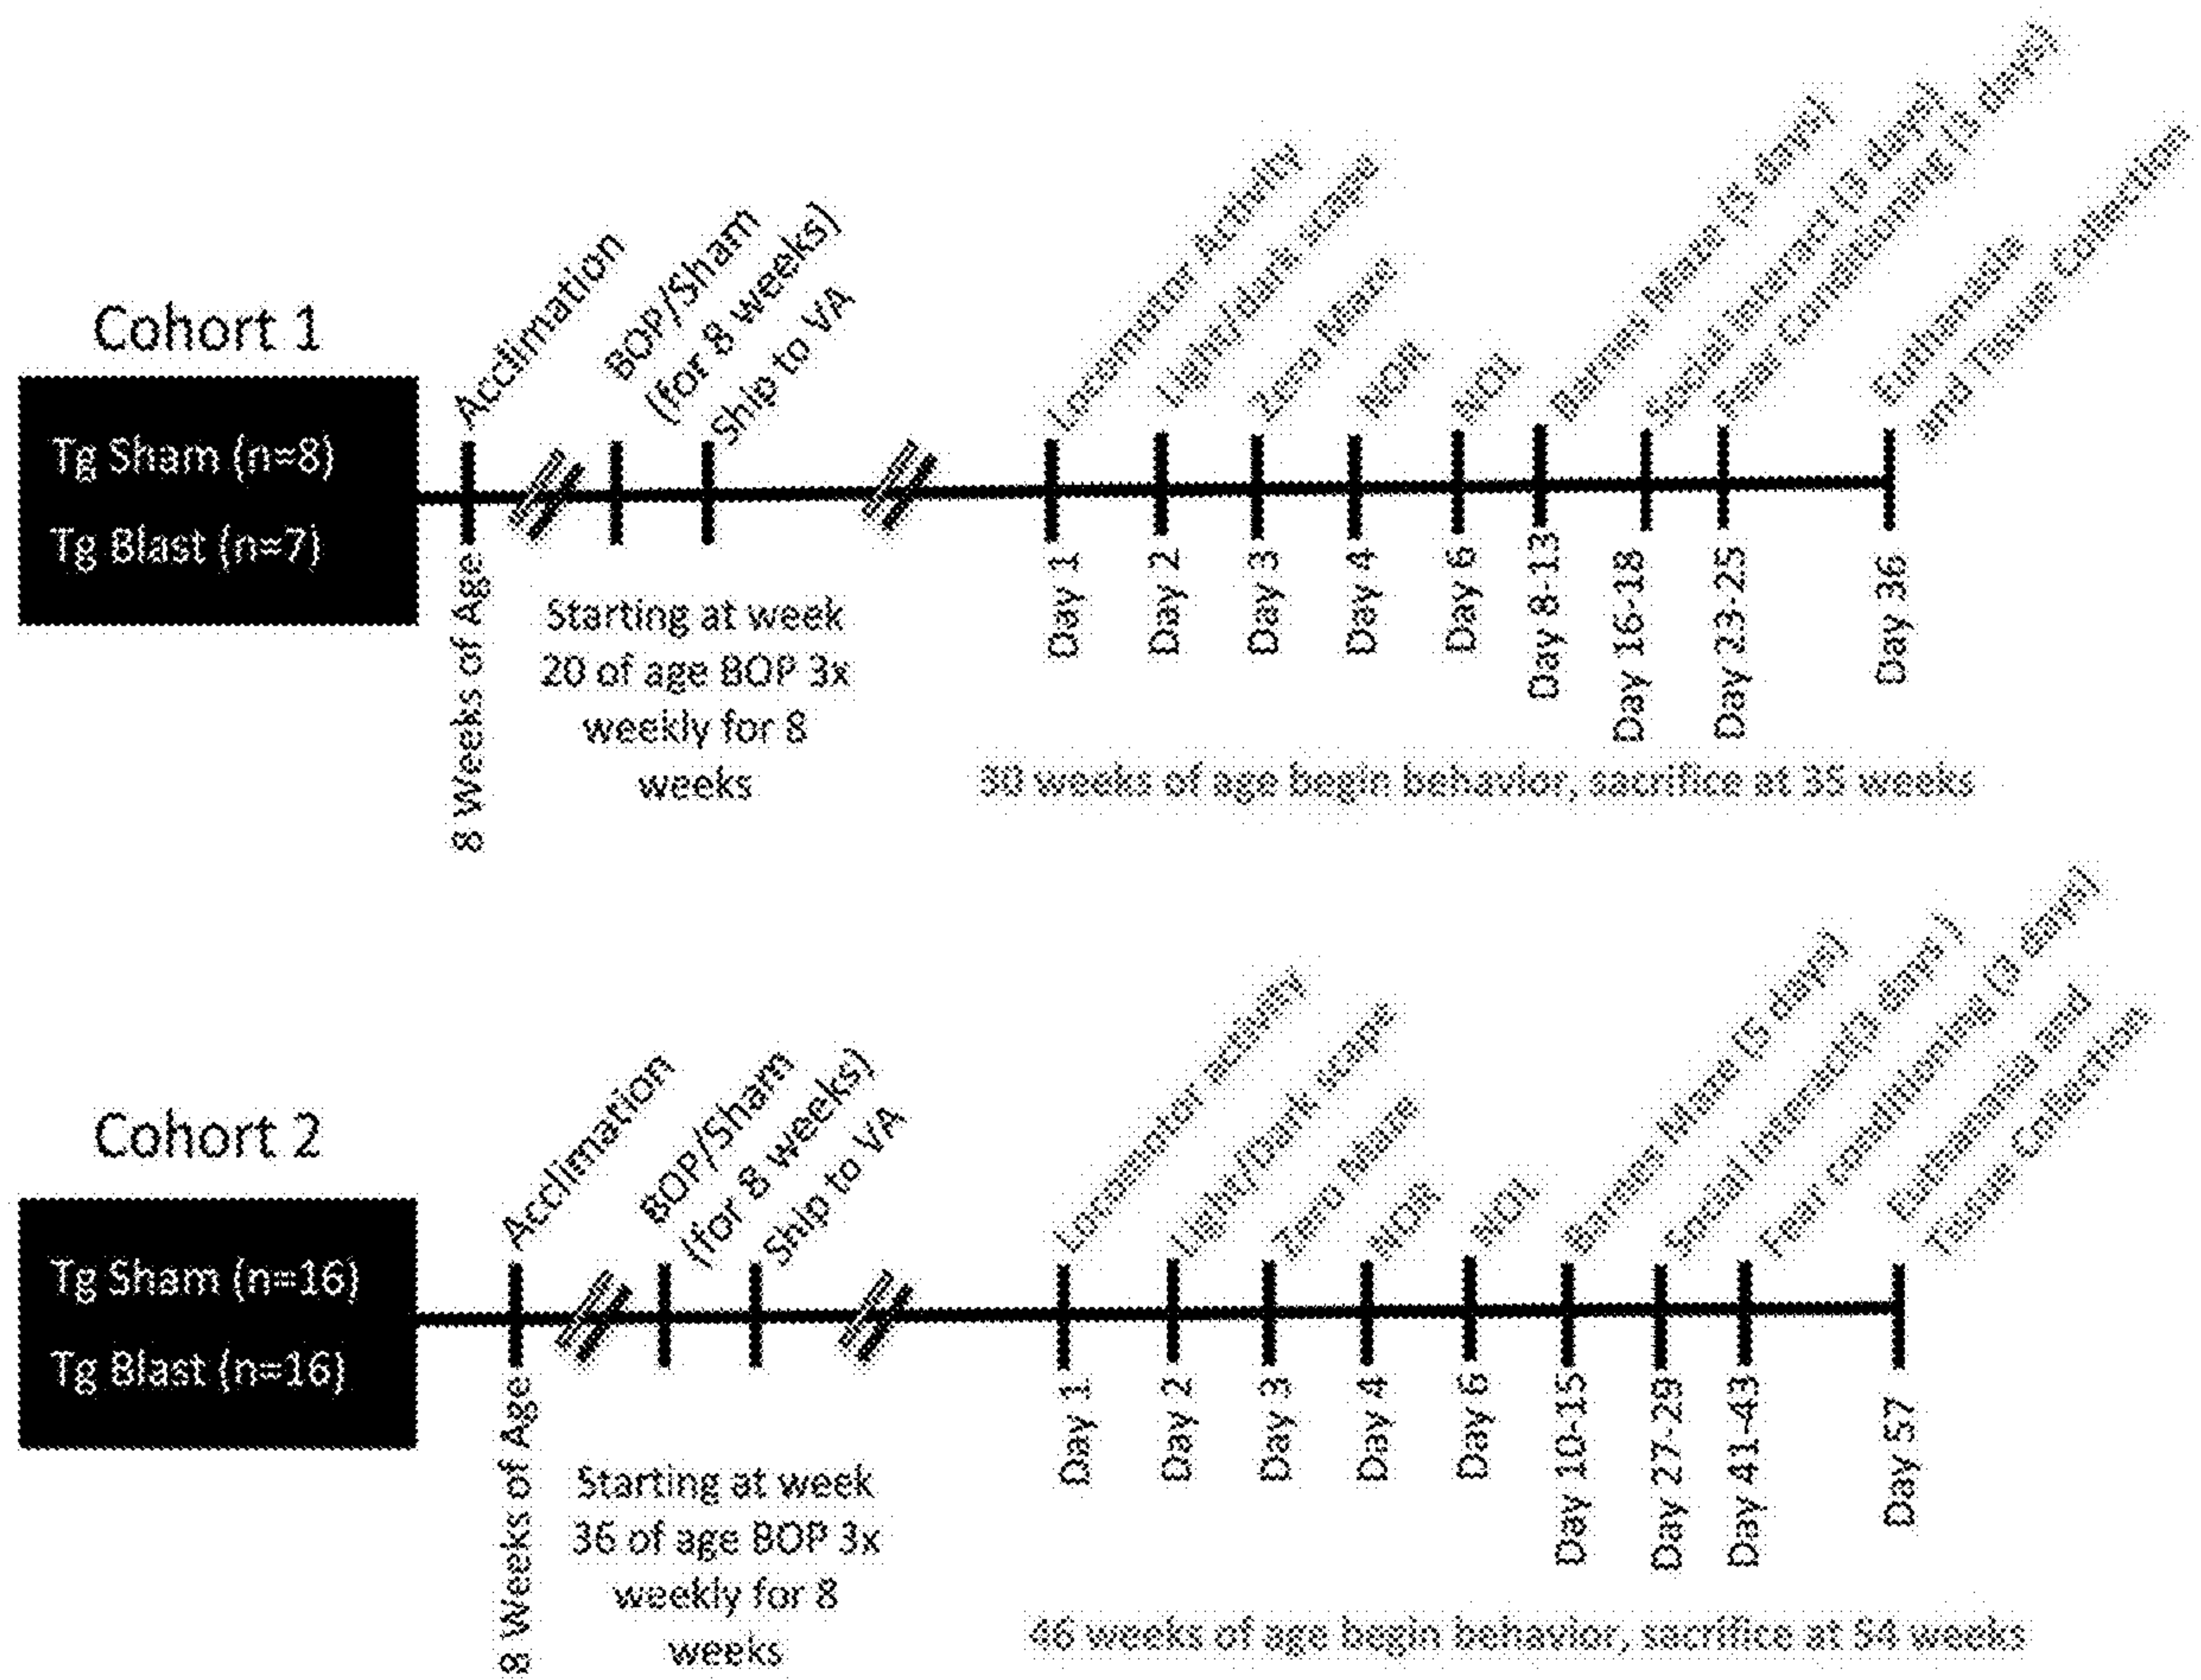 Cohort 1
Tg Sham (n=8)
Tg Blast (n=7)
Acclimation
BOP/Sham
(for 8 weeks)
Ship to VA
Locomotor Activity
Light/dark scape
Zero Maze
NOR
NOL
Barnes Maze (5 days)
Social interact (3 days)
Fear Conditioning (3 days)
Euthanasia
and Tissue Collection
8 Weeks of Age
Starting at week
20 of age BOP 3x
weekly for 8
weeks
Day 1
Day 2
Day 3
Day 4
Day 6
Day 8-13
Day 16-18
Day 23-25
Day 36
30 weeks of age begin behavior, sacrifice at 35 weeks
Cohort 2
Tg Sham (n=16)
Tg Blast (n=16)
Acclimation
BOP/Sham
(for 8 weeks)
Ship to VA
Locomotor activity
Light/Dark scape
Zero Maze
NOR
NOL
Barnes Maze (5 days)
Social interact(3 days )
Fear conditioning (3 days)
Euthanasia and
Tissue Collection
8 Weeks of Age
Starting at week
36 of age BOP 3x
weekly for 8
weeks
Day 1
Day 2
Day 3
Day 4
Day 6
Day 10-15
Day 27-29
Day 41-43
Day 57
46 weeks of age begin behavior, sacrifice at 54 weeks